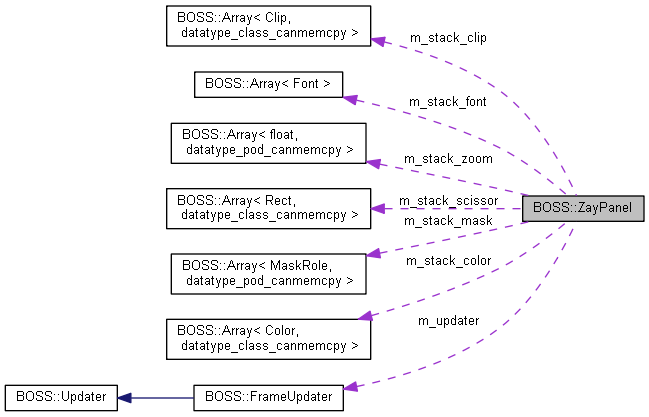 BOSS::Array< Clip,
datatype_class_canmemcpy >
m_stack_clip
BOSS::Array< Font >
m_stack_font
BOSS::Array< float,
datatype_pod_canmemcpy >
m_stack_zoom
BOSS::Array< Rect,
datatype_class_canmemcpy >
m_stack_scissor
BOSS::ZayPanel
m_stack_mask
BOSS::Array< MaskRole,
datatype_pod_canmemcpy >
m_stack_color
BOSS::Array< Color,
datatype_class_canmemcpy >
m_updater
BOSS::Updater
BOSS::FrameUpdater